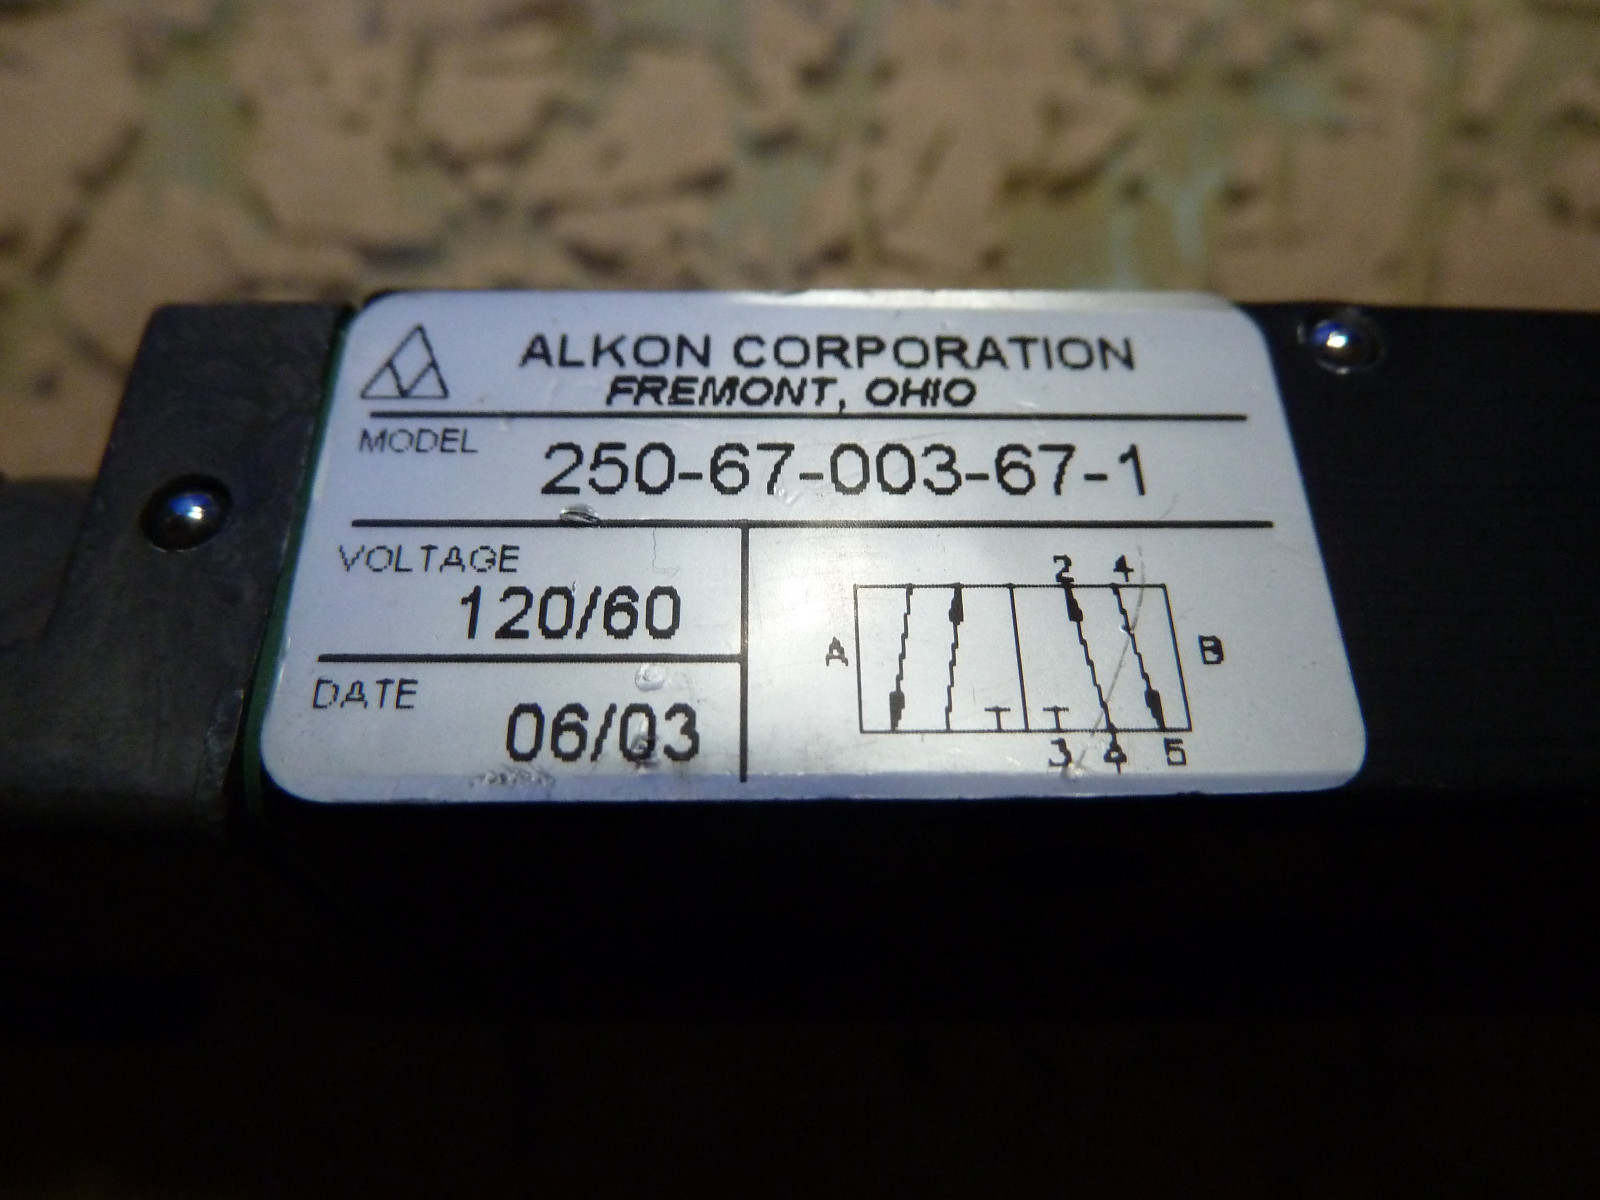 ALKON CORPORATION
FREMONT, OHIO
MODEL
250-67-003-67-1
VOLTAGE
120/60
DATE
06/03
2 4
A B
3 5